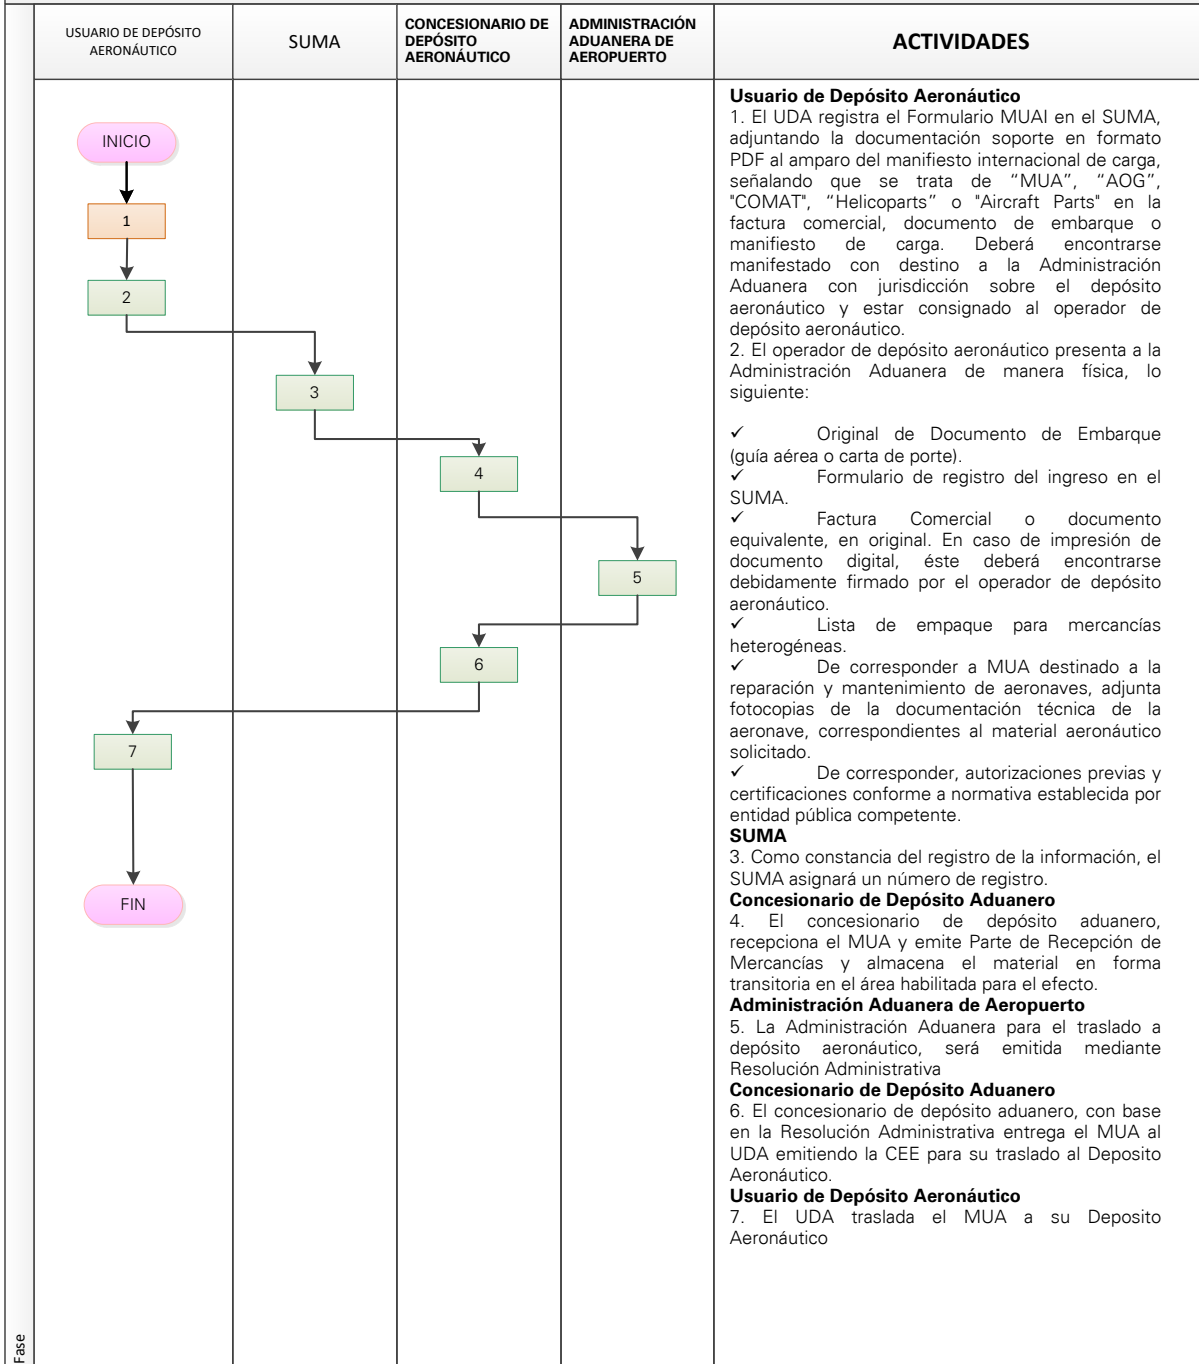 USUARIO DE DEPÓSITO
AERONÁUTICO
SUMA
CONCESIONARIO DE
DEPÓSITO
AERONÁUTICO
ADMINISTRACIÓN
ADUANERA DE
AEROPUERTO
ACTIVIDADES
INICIO
1
2
3
4
5
6
7
FIN
Usuario de Depósito Aeronáutico
1. El UDA registra el Formulario MUAI en el SUMA,
adjuntando la documentación soporte en formato
PDF al amparo del manifiesto internacional de carga,
señalando que se trata de “MUA”, “AOG”,
"COMAT", “Helicoparts” o "Aircraft Parts" en la
factura comercial, documento de embarque o
manifiesto de carga. Deberá encontrarse
manifestado con destino a la Administración
Aduanera con jurisdicción sobre el depósito
aeronáutico y estar consignado al operador de
depósito aeronáutico.
2. El operador de depósito aeronáutico presenta a la
Administración Aduanera de manera física, lo
siguiente:
✓ Original de Documento de Embarque
(guía aérea o carta de porte).
✓ Formulario de registro del ingreso en el
SUMA.
✓ Factura Comercial o documento
equivalente, en original. En caso de impresión de
documento digital, éste deberá encontrarse
debidamente firmado por el operador de depósito
aeronáutico.
✓ Lista de empaque para mercancías
heterogéneas.
✓ De corresponder a MUA destinado a la
reparación y mantenimiento de aeronaves, adjunta
fotocopias de la documentación técnica de la
aeronave, correspondientes al material aeronáutico
solicitado.
✓ De corresponder, autorizaciones previas y
certificaciones conforme a normativa establecida por
entidad pública competente.
SUMA
3. Como constancia del registro de la información, el
SUMA asignará un número de registro.
Concesionario de Depósito Aduanero
4. El concesionario de depósito aduanero,
recepciona el MUA y emite Parte de Recepción de
Mercancías y almacena el material en forma
transitoria en el área habilitada para el efecto.
Administración Aduanera de Aeropuerto
5. La Administración Aduanera para el traslado a
depósito aeronáutico, será emitida mediante
Resolución Administrativa
Concesionario de Depósito Aduanero
6. El concesionario de depósito aduanero, con base
en la Resolución Administrativa entrega el MUA al
UDA emitiendo la CEE para su traslado al Deposito
Aeronáutico.
Usuario de Depósito Aeronáutico
7. El UDA traslada el MUA a su Deposito
Aeronáutico
Fase